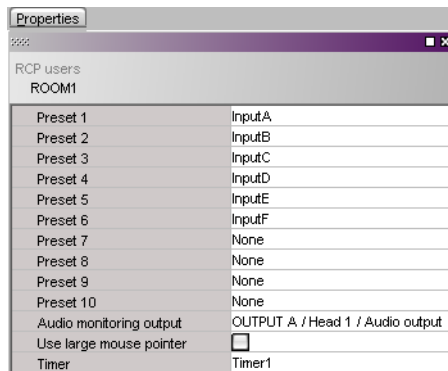 Properties
RCP users
ROOM1
Preset 1 InputA
Preset 2 InputB
Preset 3 InputC
Preset 4 InputD
Preset 5 InputE
Preset 6 InputF
Preset 7 None
Preset 8 None
Preset 9 None
Preset 10 None
Audio monitoring output OUTPUT A / Head 1 / Audio output
Use large mouse pointer
Timer Timer1